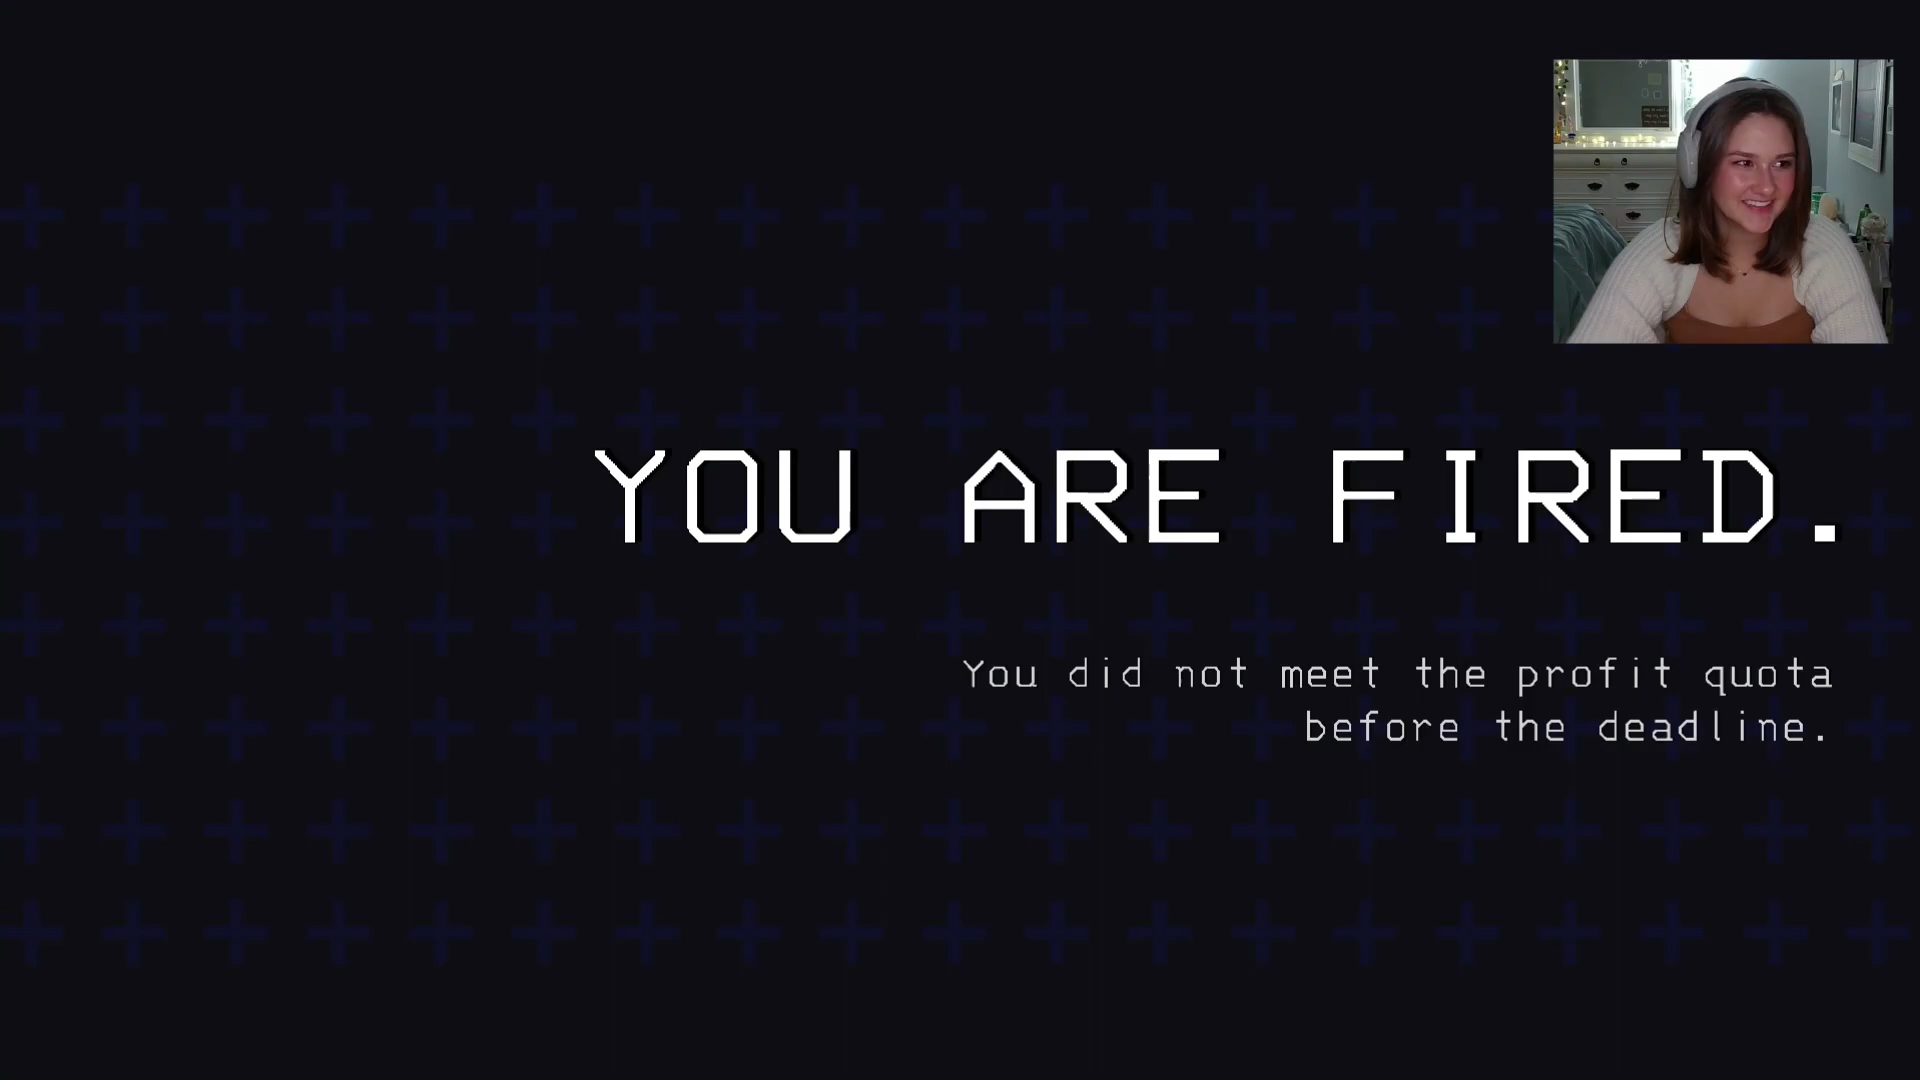 YOU ARE FIRED.
You did not meet the profit quota
before the deadline.